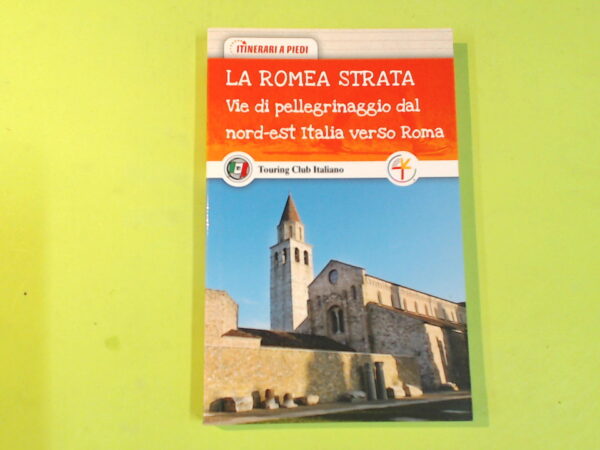 ITINERARI A PIEDI
LA ROMEA STRATA
Vie di pellegrinaggio dal
nord-est Italia verso Roma
Touring Club Italiano